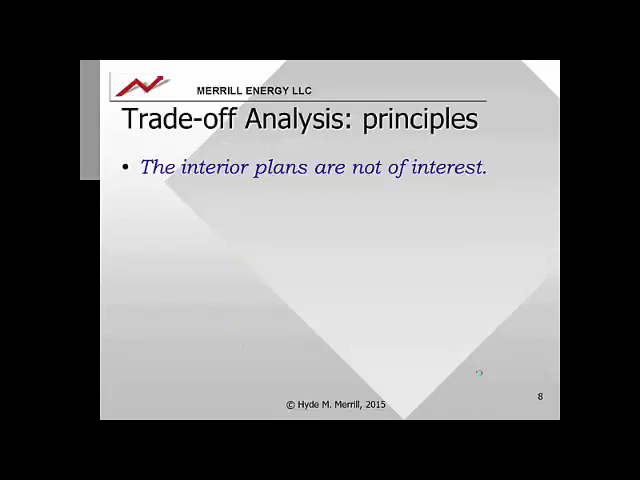 MERRILL ENERGY LLC
Trade-off Analysis: principles
• The interior plans are not of interest.
© Hyde M. Merrill, 2015
8